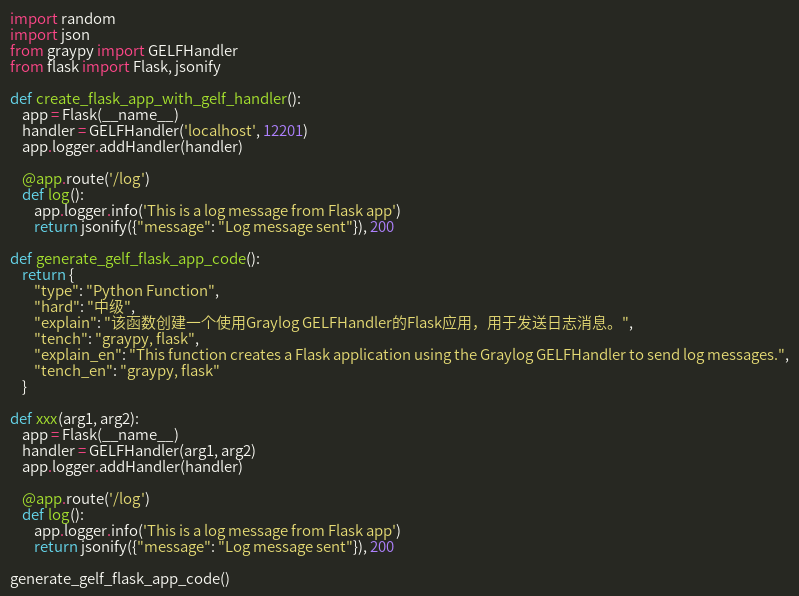 import random
import json
from graypy import GELFHandler
from flask import Flask, jsonify

def create_flask_app_with_gelf_handler():
    app = Flask(__name__)
    handler = GELFHandler('localhost', 12201)
    app.logger.addHandler(handler)

    @app.route('/log')
    def log():
        app.logger.info('This is a log message from Flask app')
        return jsonify({"message": "Log message sent"}), 200

def generate_gelf_flask_app_code():
    return {
        "type": "Python Function",
        "hard": "中级",
        "explain": "该函数创建一个使用Graylog GELFHandler的Flask应用，用于发送日志消息。",
        "tench": "graypy, flask",
        "explain_en": "This function creates a Flask application using the Graylog GELFHandler to send log messages.",
        "tench_en": "graypy, flask"
    }

def xxx(arg1, arg2):
    app = Flask(__name__)
    handler = GELFHandler(arg1, arg2)
    app.logger.addHandler(handler)

    @app.route('/log')
    def log():
        app.logger.info('This is a log message from Flask app')
        return jsonify({"message": "Log message sent"}), 200

generate_gelf_flask_app_code()